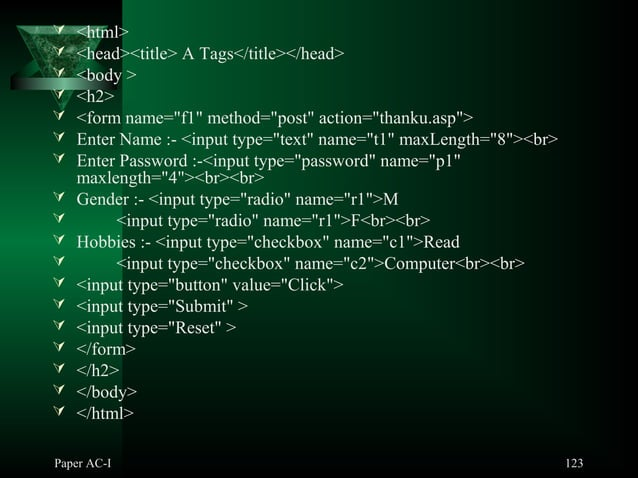 <html>
<head><title> A Tags</title></head>
<body >
<h2>
<form name="f1" method="post" action="thanku.asp">
Enter Name :- <input type="text" name="t1" maxLength="8"><br>
Enter Password :-<input type="password" name="p1"
maxlength="4"><br><br>
Gender :- <input type="radio" name="r1">M
<input type="radio" name="r1">F<br><br>
Hobbies :- <input type="checkbox" name="c1">Read
<input type="checkbox" name="c2">Computer<br><br>
<input type="button" value="Click">
<input type="Submit" >
<input type="Reset" >
</form>
</h2>
</body>
</html>
Paper AC-I 123